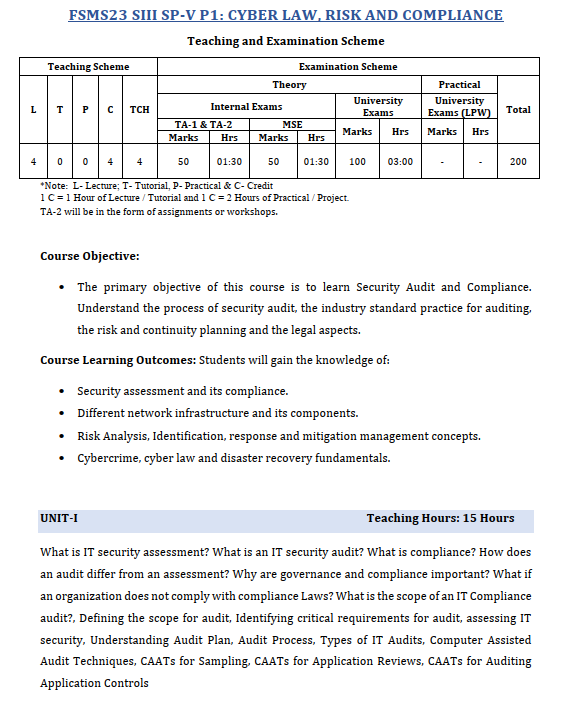 FSMS23 SIII SP-V P1: CYBER LAW, RISK AND COMPLIANCE
Teaching and Examination Scheme
Teaching Scheme Examination Scheme
L T P C TCH Theory Practical Total
Internal Exams University Exams University Exams (LPW)
TA-1 & TA-2 MSE Marks Hrs Marks Hrs
Marks Hrs Marks Hrs
4 0 0 4 4 50 01:30 50 01:30 100 03:00 - - 200
*Note: L- Lecture; T- Tutorial, P- Practical & C- Credit
1 C = 1 Hour of Lecture / Tutorial and 1 C = 2 Hours of Practical / Project.
TA-2 will be in the form of assignments or workshops.
Course Objective:
• The primary objective of this course is to learn Security Audit and Compliance.
Understand the process of security audit, the industry standard practice for auditing,
the risk and continuity planning and the legal aspects.
Course Learning Outcomes: Students will gain the knowledge of:
• Security assessment and its compliance.
• Different network infrastructure and its components.
• Risk Analysis, Identification, response and mitigation management concepts.
• Cybercrime, cyber law and disaster recovery fundamentals.
UNIT-I Teaching Hours: 15 Hours
What is IT security assessment? What is an IT security audit? What is compliance? How does
an audit differ from an assessment? Why are governance and compliance important? What if
an organization does not comply with compliance Laws? What is the scope of an IT Compliance
audit?, Defining the scope for audit, Identifying critical requirements for audit, assessing IT
security, Understanding Audit Plan, Audit Process, Types of IT Audits, Computer Assisted
Audit Techniques, CAATs for Sampling, CAATs for Application Reviews, CAATs for Auditing
Application Controls